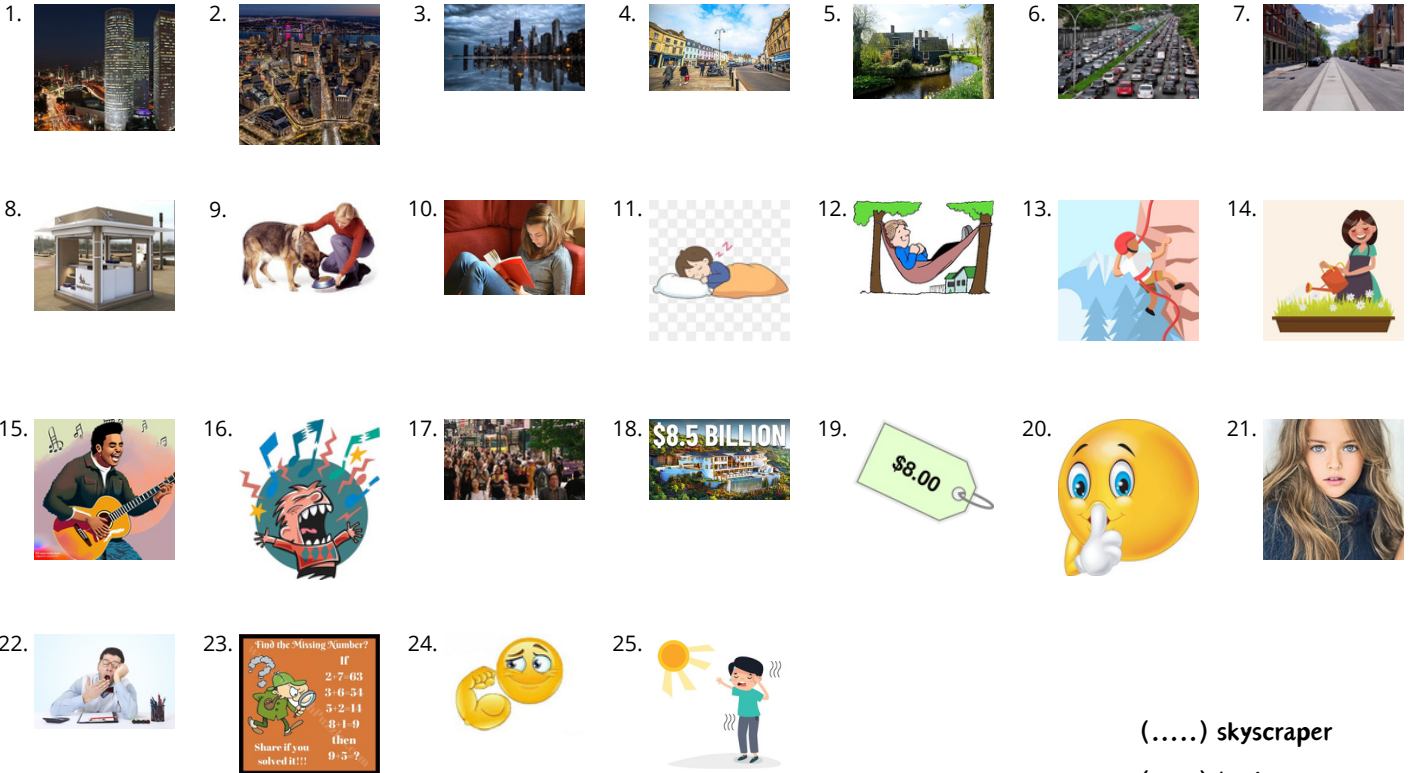 1. 2. 3. 4. 5. 6. 7.
8. 9. 10. 11. 12. 13. 14.
z z
15. 16. 17. 18. 19. 20. 21.
$8.5 BILLION
$8.00
22. 23. 24. 25.
Find the Missing Number?
If
2+7=63
3+6=54
5+2=14
8+1=9
then
9+5=?
Share if you
solved it!!!
(.....) skyscraper